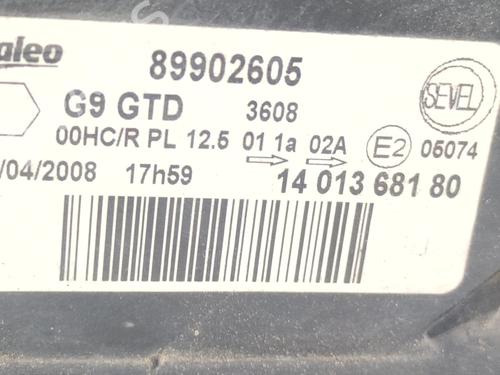 aleo
89902605
SEVEL
G9 GTD 3608
00HC/R PL 12.5 01 1a 02A E2 05074
/04/2008 17h59 14 013 681 80